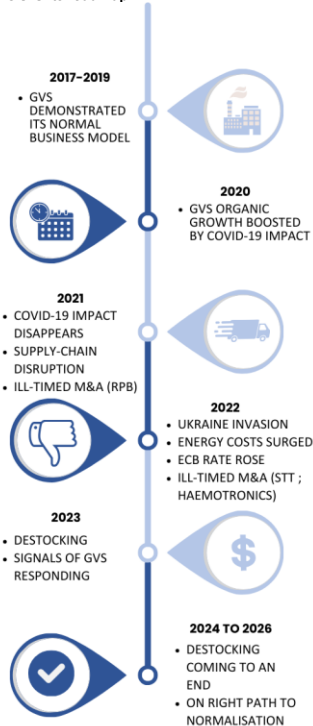 2017-2019
• GVS
DEMONSTRATED
ITS NORMAL
BUSINESS MODEL
2020
• GVS ORGANIC
GROWTH BOOSTED
BY COVID-19 IMPACT
2021
• COVID-19 IMPACT
DISAPPEARS
• SUPPLY-CHAIN
DISRUPTION
• ILL-TIMED M&A (RPB)
2022
• UKRAINE INVASION
• ENERGY COSTS SURGED
• ECB RATE ROSE
• ILL-TIMED M&A (STT ;
HAEMOTRONICS)
2023
• DESTOCKING
• SIGNALS OF GVS
RESPONDING
$
2024 TO 2026
• DESTOCKING
COMING TO AN
END
• ON RIGHT PATH TO
NORMALISATION